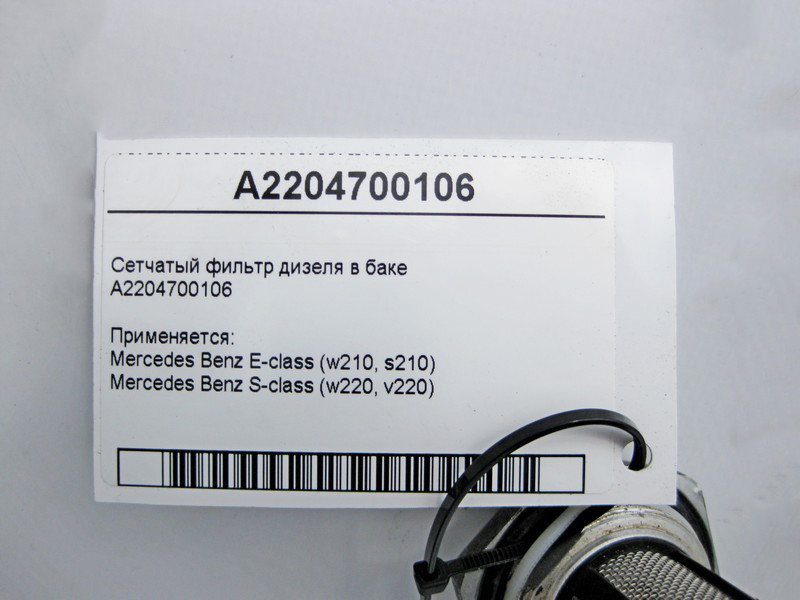 A2204700106
Сетчатый фильтр дизеля в баке
A2204700106
Применяется:
Mercedes Benz E-class (w210, s210)
Mercedes Benz S-class (w220, v220)